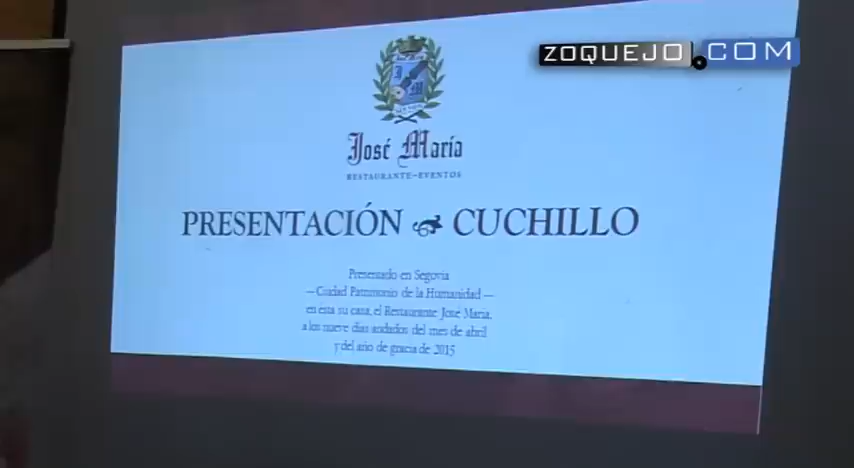 ZOQUEJO.COM
José María
RESTAURANTE-EVENTOS
PRESENTACIÓN CUCHILLO
Presentado en Segovia
—Ciudad Patrimonio de la Humanidad—
en esta su casa, el Restaurante José María,
a los nueve días andados del mes de abril
y del año de gracia de 2015